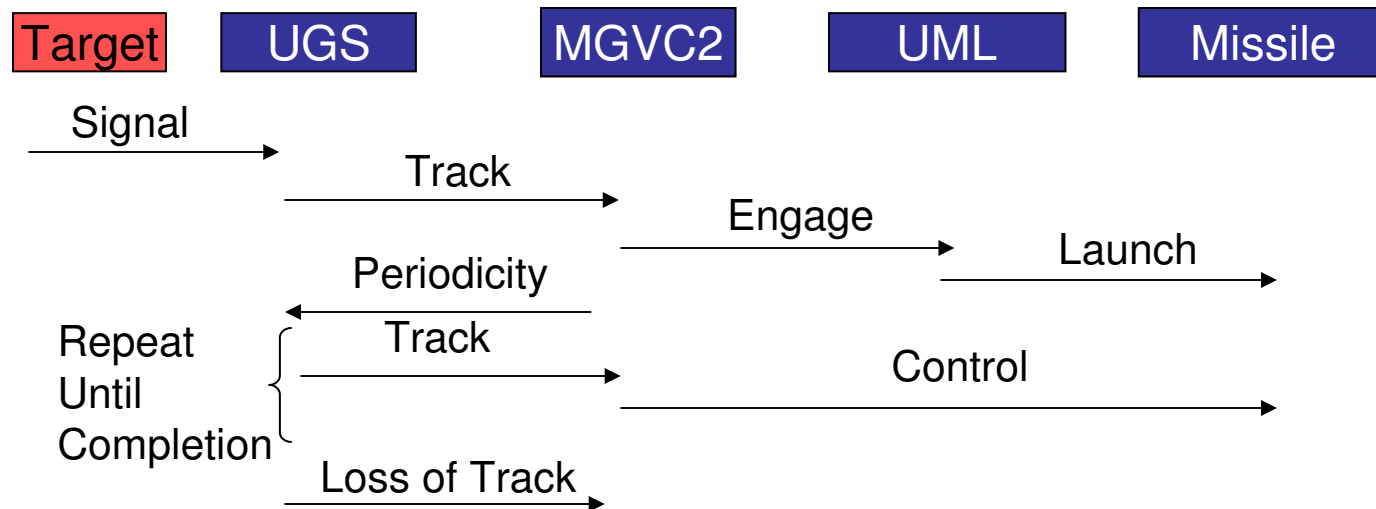 Target UGS MGVC2 UML Missile
Signal
Track
Engage
Launch
Periodicity
Repeat
Until
Completion
Track
Control
Loss of Track